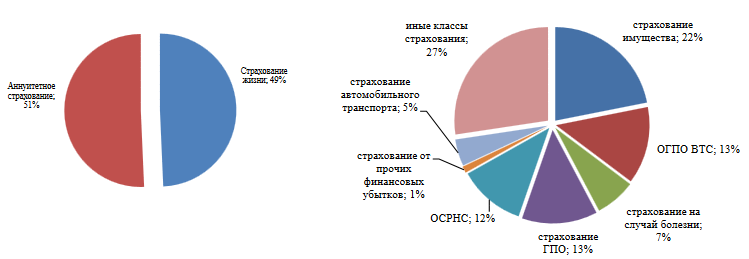 Аннуитетное
страхование;
51%
Страхование
жизни; 49%
иные классы
страхования;
27%
страхование
имущества; 22%
страхование
автомобильного
транспорта; 5%
ОГПО ВТС; 13%
страхование от
прочих
финансовых
убытков; 1%
ОСРНС; 12%
страхование
ГПО; 13%
страхование на
случай болезни;
7%